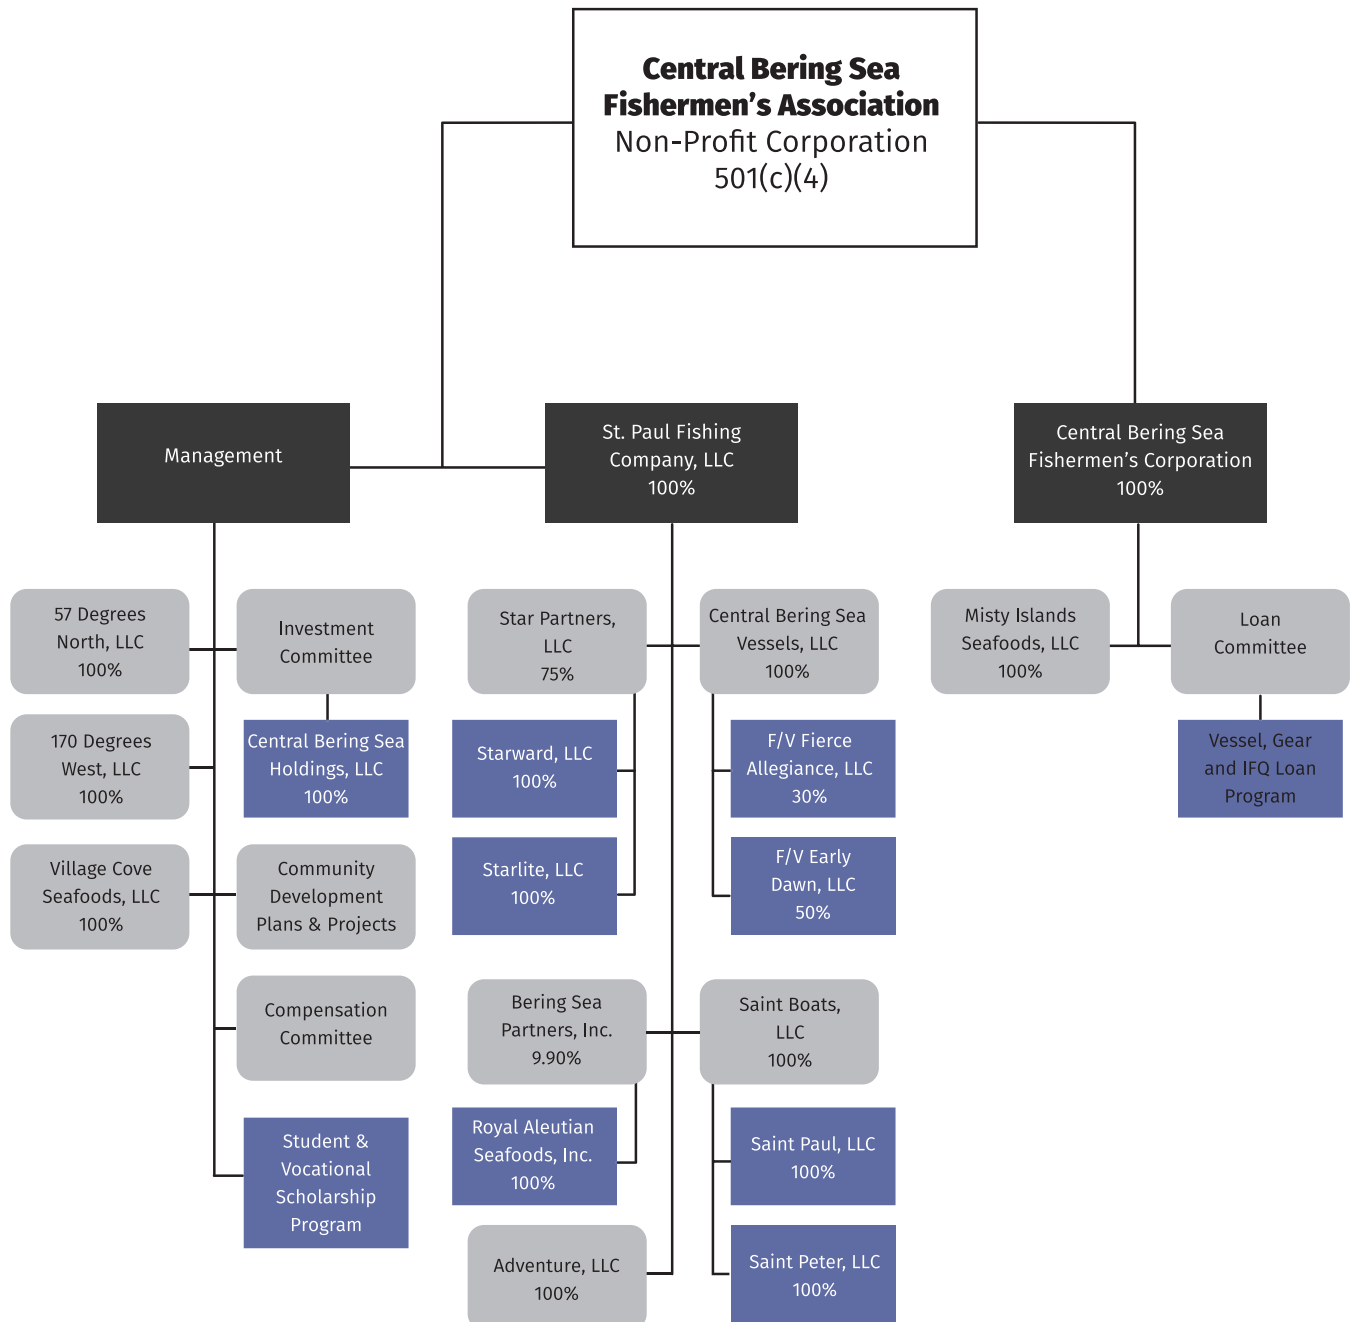 Central Bering Sea
Fishermen's Association
Non-Profit Corporation
501(c)(4)
Management
St. Paul Fishing
Company, LLC
100%
Central Bering Sea
Fishermen's Corporation
100%
57 Degrees
North, LLC
100%
Investment
Committee
Central Bering Sea
Holdings, LLC
100%
170 Degrees
West, LLC
100%
Village Cove
Seafoods, LLC
100%
Community
Development
Plans & Projects
Compensation
Committee
Student &
Vocational
Scholarship
Program
Star Partners,
LLC
75%
Starward, LLC
100%
Starlite, LLC
100%
Central Bering Sea
Vessels, LLC
100%
F/V Fierce
Allegiance, LLC
30%
F/V Early
Dawn, LLC
50%
Bering Sea
Partners, Inc.
9.90%
Royal Aleutian
Seafoods, Inc.
100%
Saint Boats,
LLC
100%
Saint Paul, LLC
100%
Saint Peter, LLC
100%
Adventure, LLC
100%
Misty Islands
Seafoods, LLC
100%
Loan
Committee
Vessel, Gear
and IFQ Loan
Program